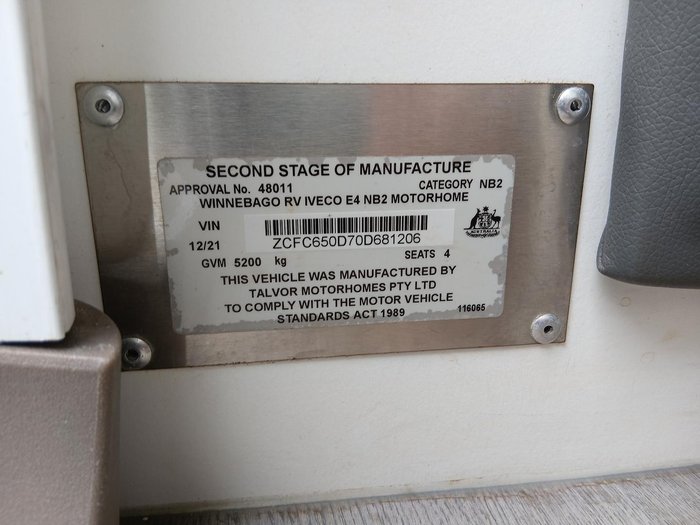 SECOND STAGE OF MANUFACTURE
APPROVAL No. 48011 CATEGORY NB2
WINNEBAGO RV IVECO E4 NB2 MOTORHOME
VIN
12/21 ZCFC650D70D681206
AUSTRALIA
GVM 5200 kg SEATS 4
THIS VEHICLE WAS MANUFACTURED BY
TALVOR MOTORHOMES PTY LTD
TO COMPLY WITH THE MOTOR VEHICLE
STANDARDS ACT 1989 116065